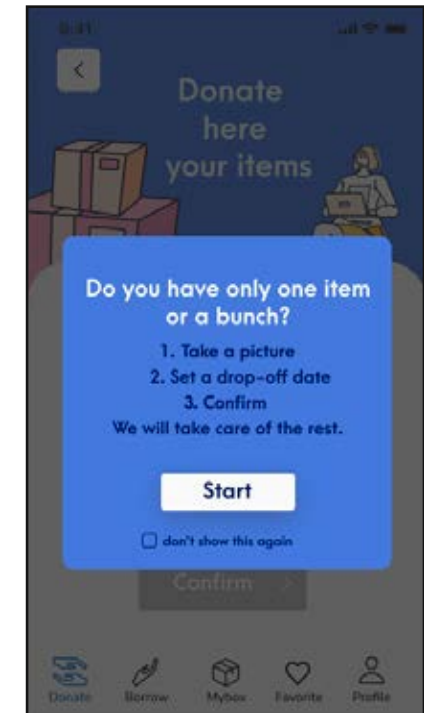 9:41
Donate
here
your items
Do you have only one item
or a bunch?
1. Take a picture
2. Set a drop-off date
3. Confirm
We will take care of the rest.
Start
don't show this again
Confirm >
Donate Borrow Mybox Favorite Profile